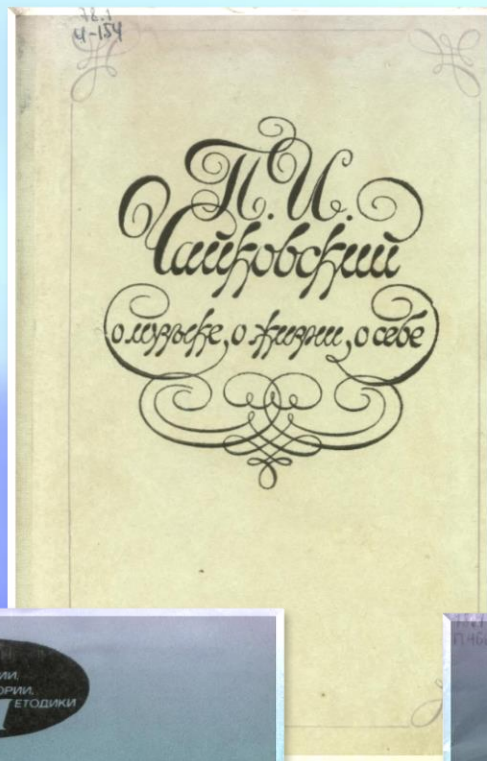 78.1
Ч-154
П. И.
Чайковский
о музыке, о жизни, о себе
ИИ,
ОРИИ,
ЕТОДИКИ